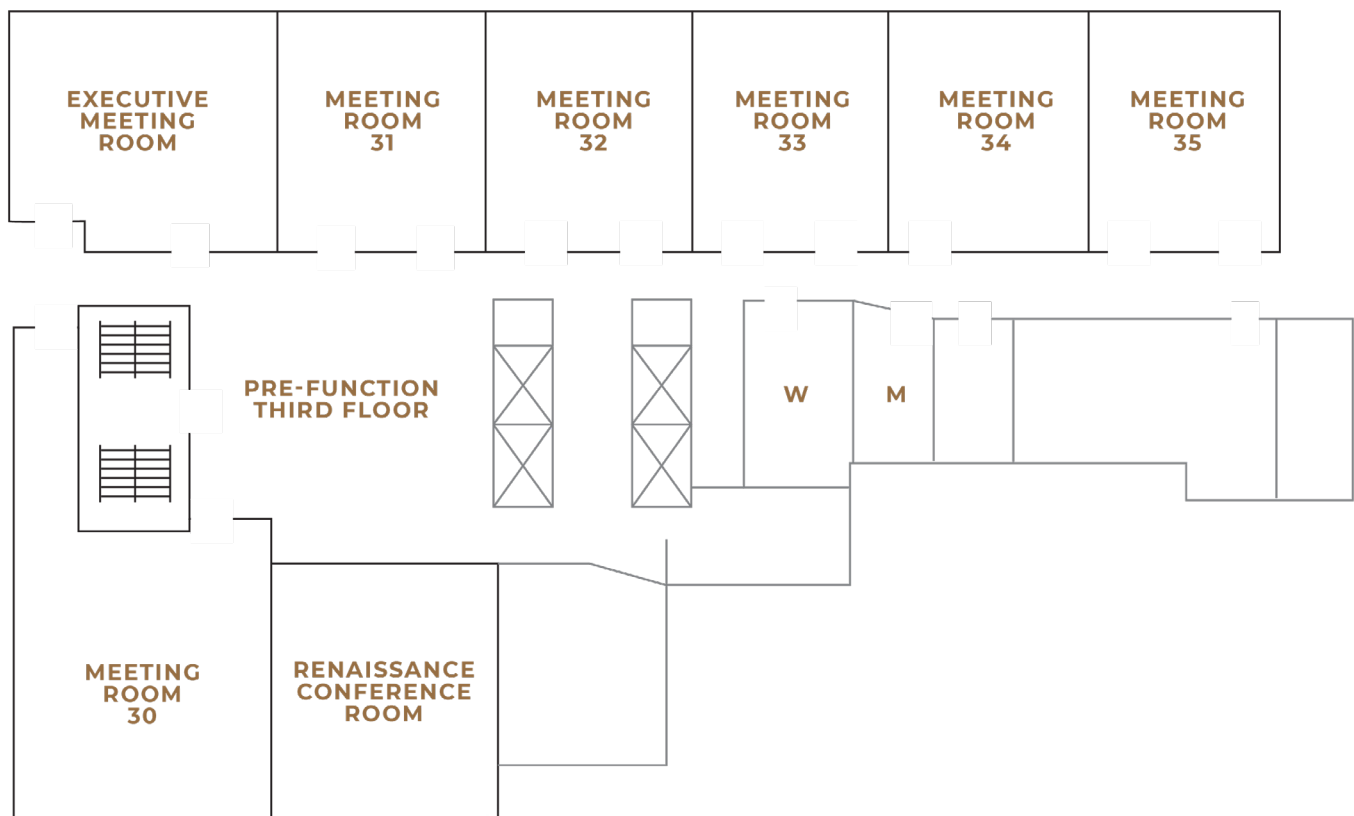 EXECUTIVE
MEETING
ROOM
MEETING
ROOM
31
MEETING
ROOM
32
MEETING
ROOM
33
MEETING
ROOM
34
MEETING
ROOM
35
PRE-FUNCTION
THIRD FLOOR
W
M
MEETING
ROOM
30
RENAISSANCE
CONFERENCE
ROOM